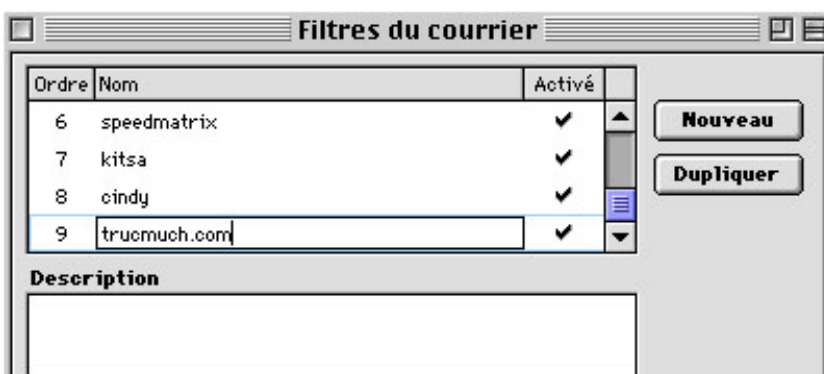 Filtres du courrier
Ordre Nom Activé
6 speedmatrix
7 kitsa
8 cindy
9 trucmuch.com
Nouveau
Dupliquer
Description